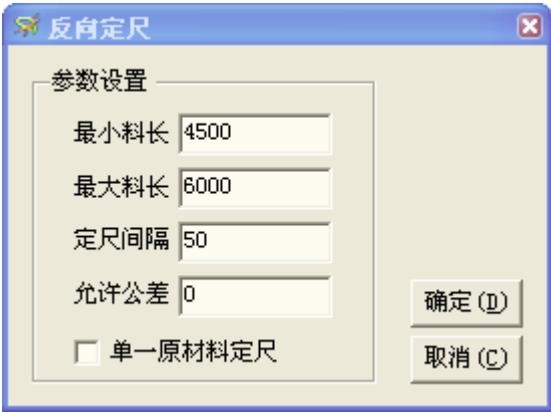 反向定尺
参数设置
最小料长 4500
最大料长 6000
定尺间隔 50
允许公差 0
单一原材料定尺
确定(D)
取消(C)